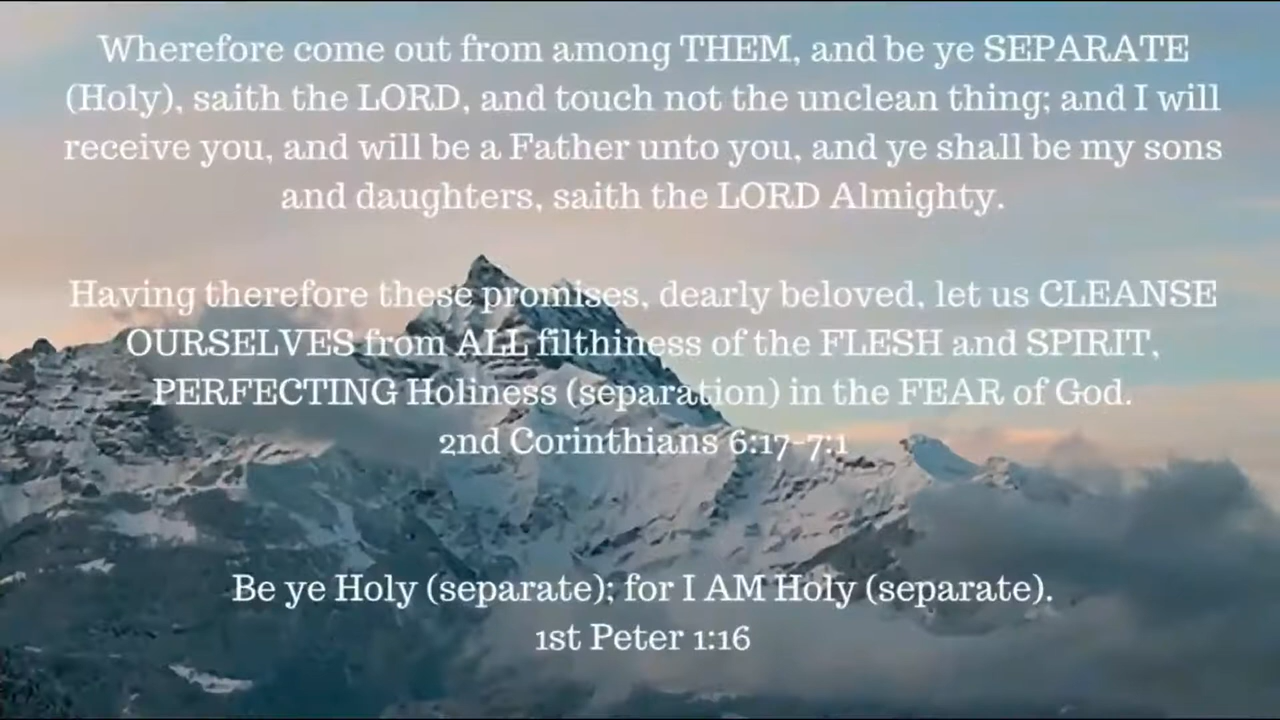 Wherefore come out from among THEM, and be ye SEPARATE
(Holy), saith the LORD, and touch not the unclean thing; and I will
receive you, and will be a Father unto you, and ye shall be my sons
and daughters, saith the LORD Almighty.
Having therefore these promises, dearly beloved, let us CLEANSE
OURSELVES from ALL filthiness of the FLESH and SPIRIT,
PERFECTING Holiness (separation) in the FEAR of God.
2nd Corinthians 6:17-7:1
Be ye Holy (separate); for I AM Holy (separate).
1st Peter 1:16